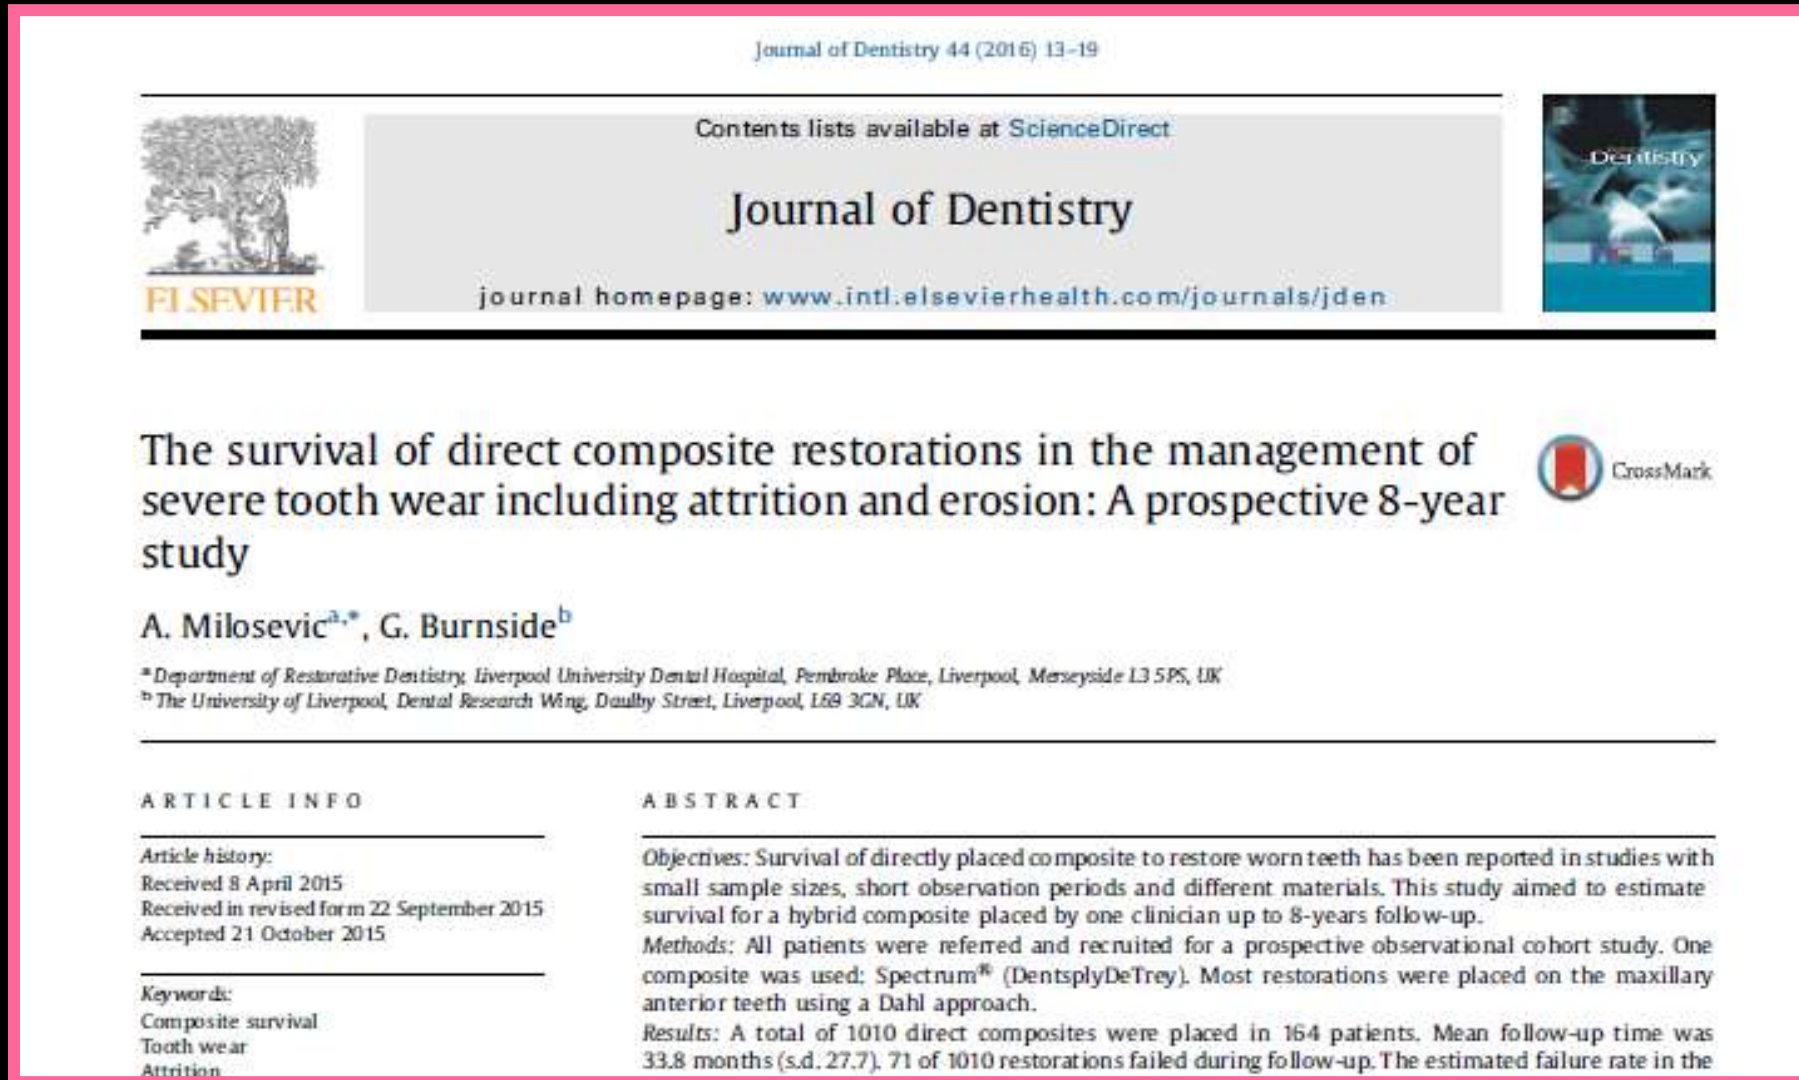 Journal of Dentistry 44 (2016) 13–19
Contents lists available at ScienceDirect
Journal of Dentistry
journal homepage: www.intl.elsevierhealth.com/journals/jden
ELSEVIER
Dentistry
The survival of direct composite restorations in the management of
severe tooth wear including attrition and erosion: A prospective 8-year
study
CrossMark
A. Milosevic a,*, G. Burnside b
a Department of Restorative Dentistry, Liverpool University Dental Hospital, Pembroke Place, Liverpool, Merseyside L3 5PS, UK
b The University of Liverpool, Dental Research Wing, Daulby Street, Liverpool, L69 3GN, UK
ARTICLE INFO
Article history:
Received 8 April 2015
Received in revised form 22 September 2015
Accepted 21 October 2015
Keywords:
Composite survival
Tooth wear
Attrition
ABSTRACT
Objectives: Survival of directly placed composite to restore worn teeth has been reported in studies with
small sample sizes, short observation periods and different materials. This study aimed to estimate
survival for a hybrid composite placed by one clinician up to 8-years follow-up.
Methods: All patients were referred and recruited for a prospective observational cohort study. One
composite was used: Spectrum® (DentsplyDeTrey). Most restorations were placed on the maxillary
anterior teeth using a Dahl approach.
Results: A total of 1010 direct composites were placed in 164 patients. Mean follow-up time was
33.8 months (s.d. 27.7). 71 of 1010 restorations failed during follow-up. The estimated failure rate in the